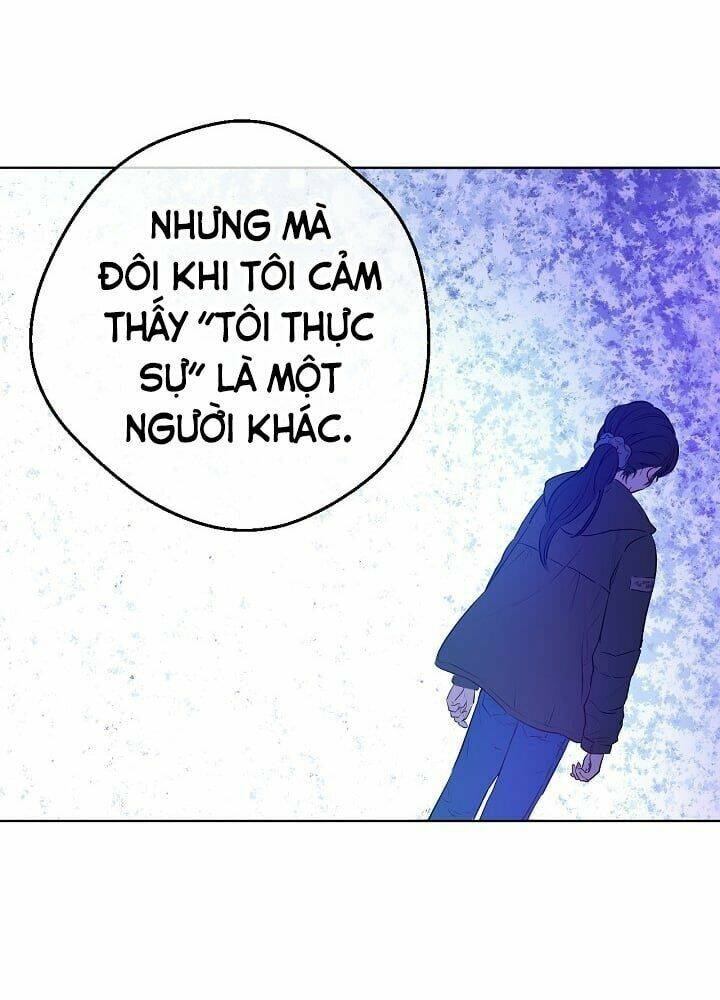 NHƯNG MÀ
ĐÔI KHI TÔI CẢM
THẤY "TÔI THỰC
SỰ" LÀ MỘT
NGƯỜI KHÁC.